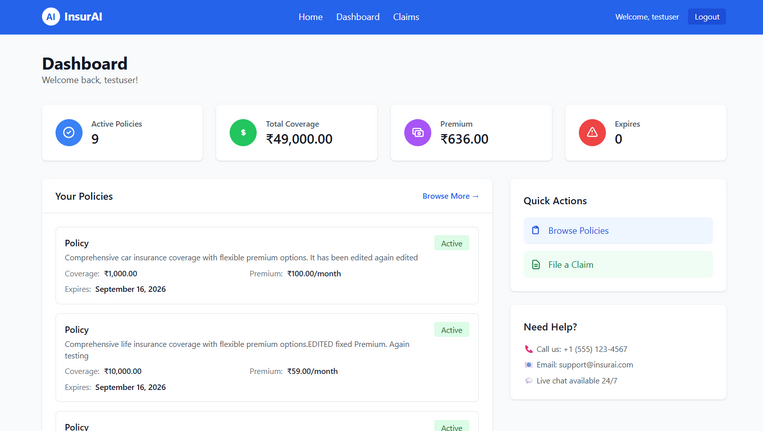 AI InsurAI
Home Dashboard Claims
Welcome, testuser Logout
Dashboard
Welcome back, testuser!
Active Policies
9
$
Total Coverage
₹49,000.00
Premium
₹636.00
Expires
0
Your Policies
Browse More →
Policy
Active
Comprehensive car insurance coverage with flexible premium options. It has been edited again edited
Coverage: ₹1,000.00 Premium: ₹100.00/month
Expires: September 16, 2026
Policy
Active
Comprehensive life insurance coverage with flexible premium options.EDITED fixed Premium. Again
testing
Coverage: ₹10,000.00 Premium: ₹59.00/month
Expires: September 16, 2026
Policy
Active
Quick Actions
Browse Policies
File a Claim
Need Help?
Call us: +1 (555) 123-4567
Email: support@insurai.com
Live chat available 24/7